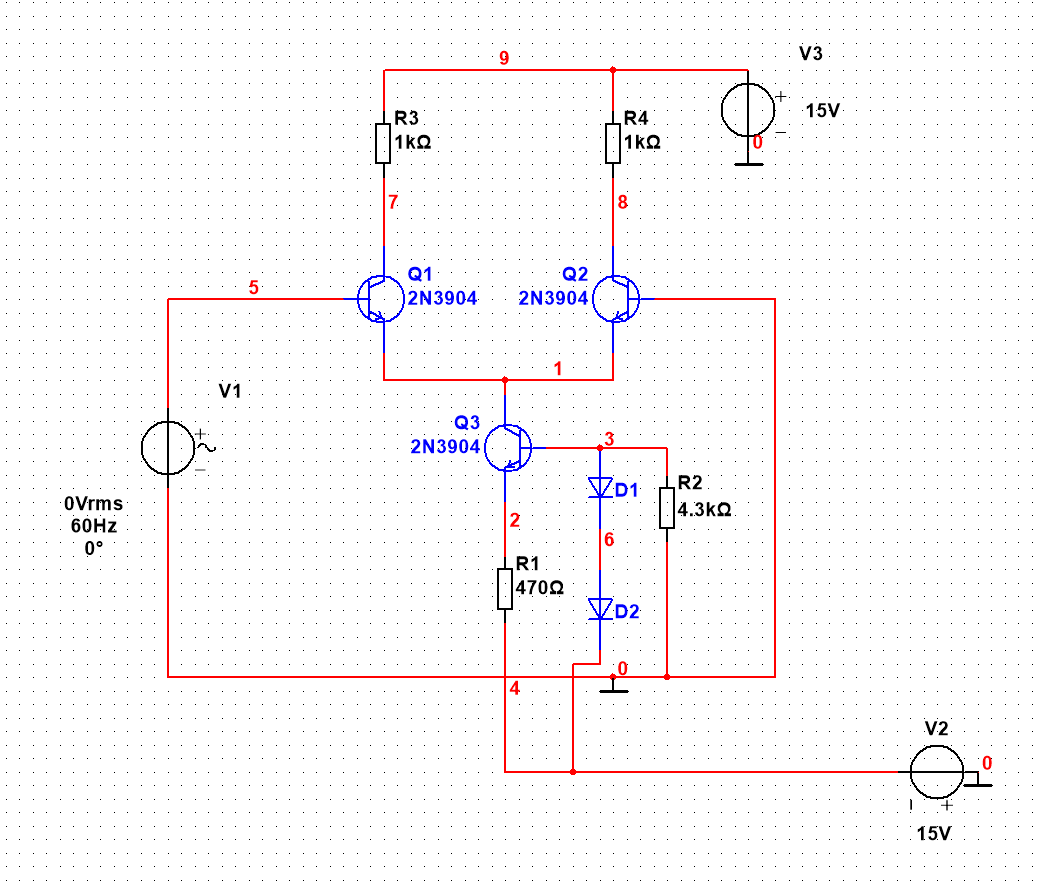 9
V3
15V
0
R3
1kΩ
R4
1kΩ
7
8
Q1
2N3904
Q2
2N3904
5
1
V1
0Vrms
60Hz
0°
Q3
2N3904
3
D1
R2
4.3kΩ
2
6
R1
470Ω
D2
0
4
V2
0
15V